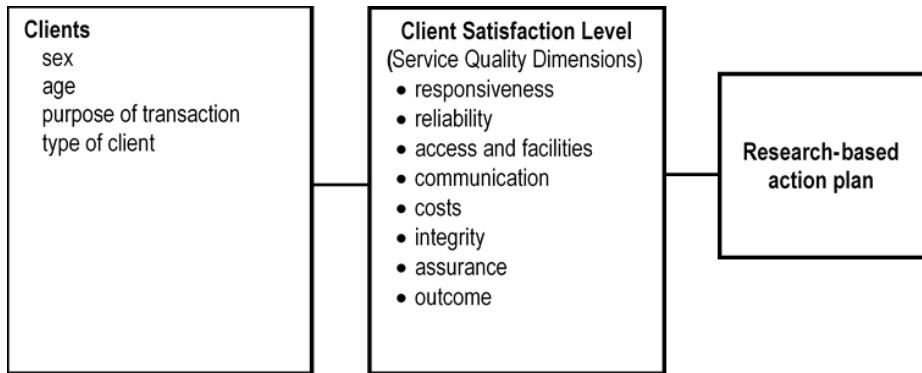 Clients
sex
age
purpose of transaction
type of client
Client Satisfaction Level
(Service Quality Dimensions)
• responsiveness
• reliability
• access and facilities
• communication
• costs
• integrity
• assurance
• outcome
Research-based
action plan